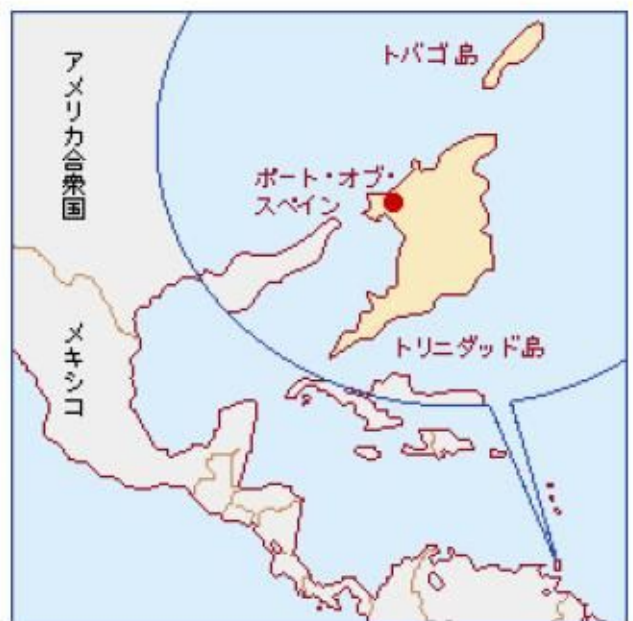 アメリカ合衆国
メキシコ
トバゴ島
ポート・オブ・
スペイン
トリニダッド島